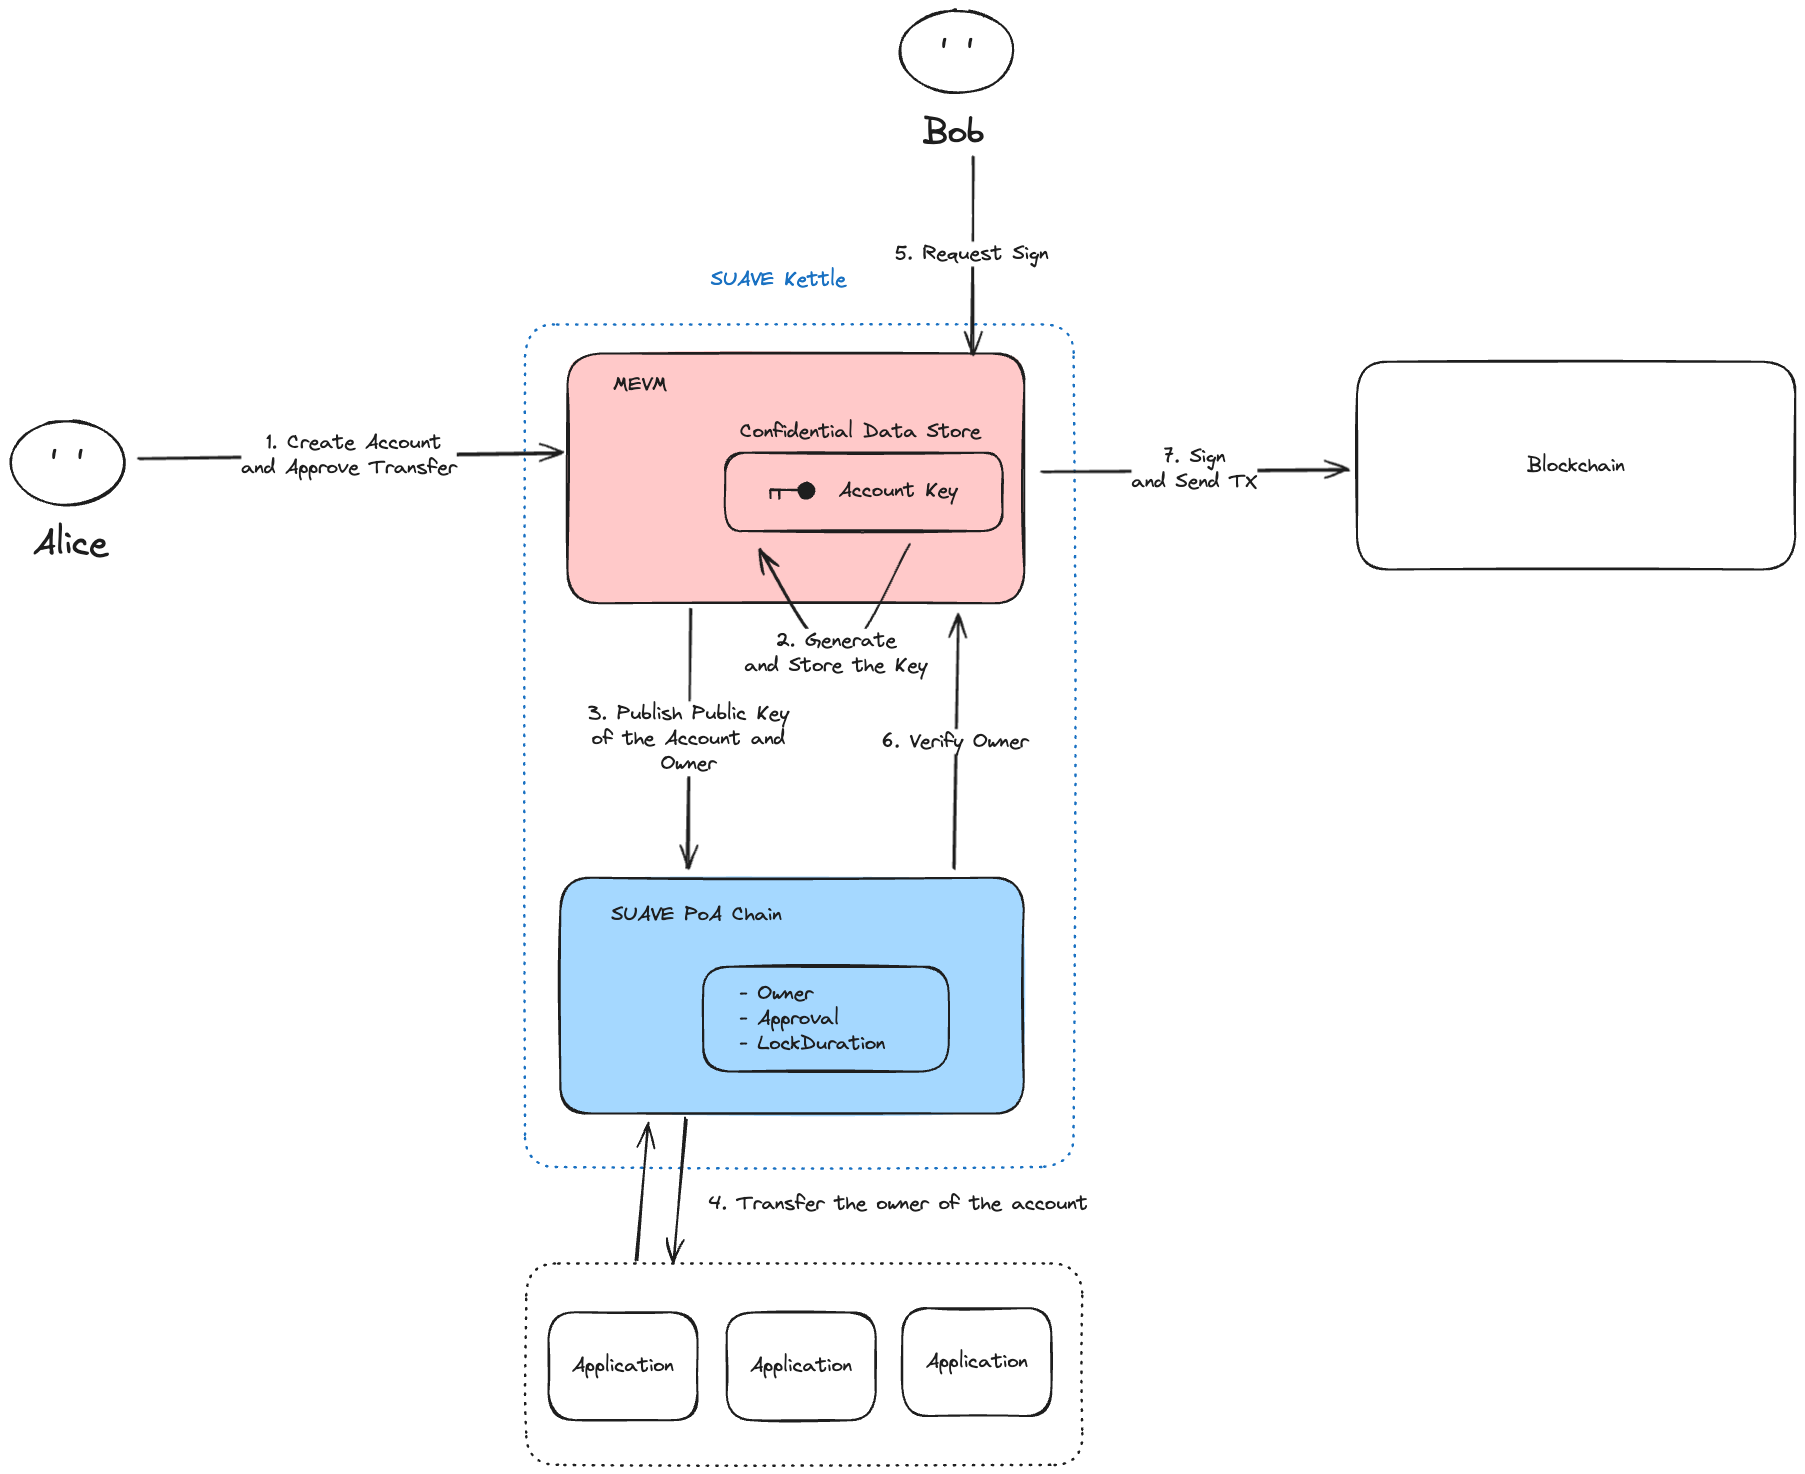 Bob
5. Request Sign
SUAVE Kettle
MEVM
Confidential Data Store
Account Key
1. Create Account
and Approve Transfer
Alice
7. Sign
and Send TX
Blockchain
2. Generate
and Store the Key
3. Publish Public Key
of the Account and
Owner
6. Verify Owner
SUAVE PoA Chain
- Owner
- Approval
- LockDuration
4. Transfer the owner of the account
Application
Application
Application